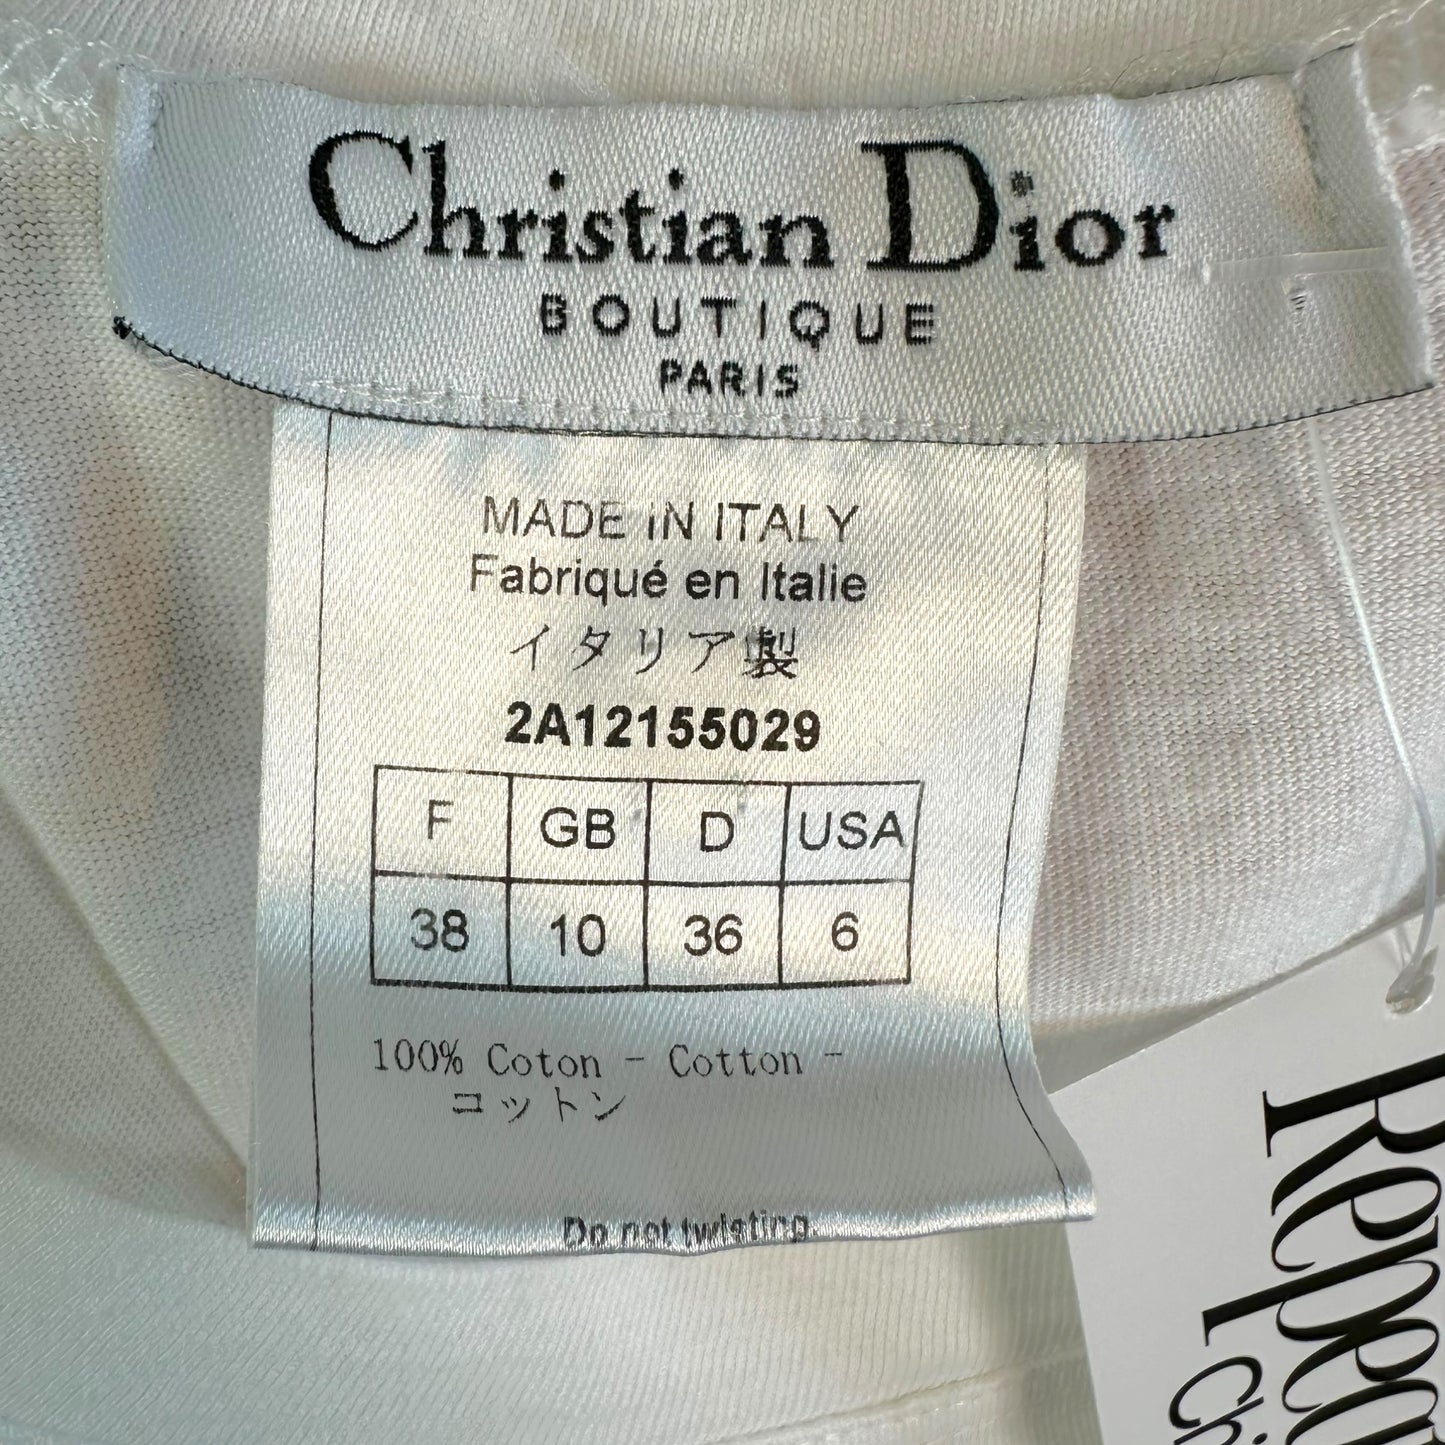 Christian Dior
BOUTIQUE
PARIS
MADE IN ITALY
Fabriqué en Italie
イタリア製
2A12155029
F GB D USA
38 10 36 6
100% Coton - Cotton -
コットン
Do not twisting.